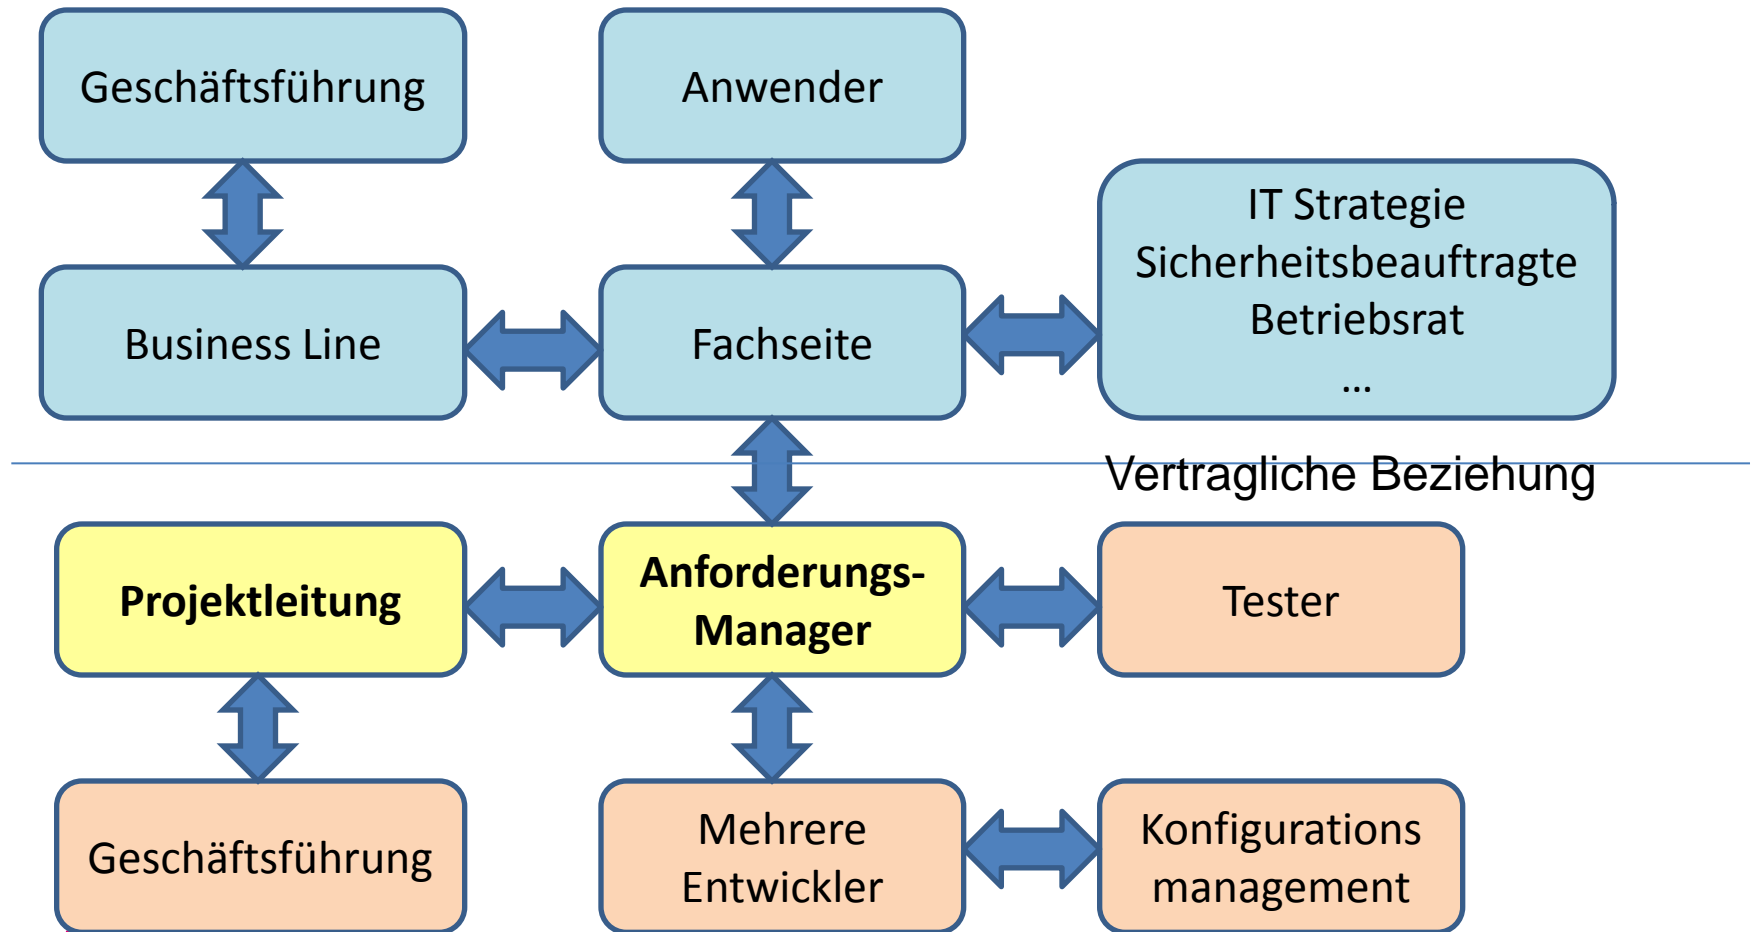 Geschäftsführung
Anwender
IT Strategie
Sicherheitsbeauftragte
Betriebsrat
...
Business Line
Fachseite
Vertragliche Beziehung
Projektleitung
Anforderungs-
Manager
Tester
Geschäftsführung
Mehrere
Entwickler
Konfigurations
management